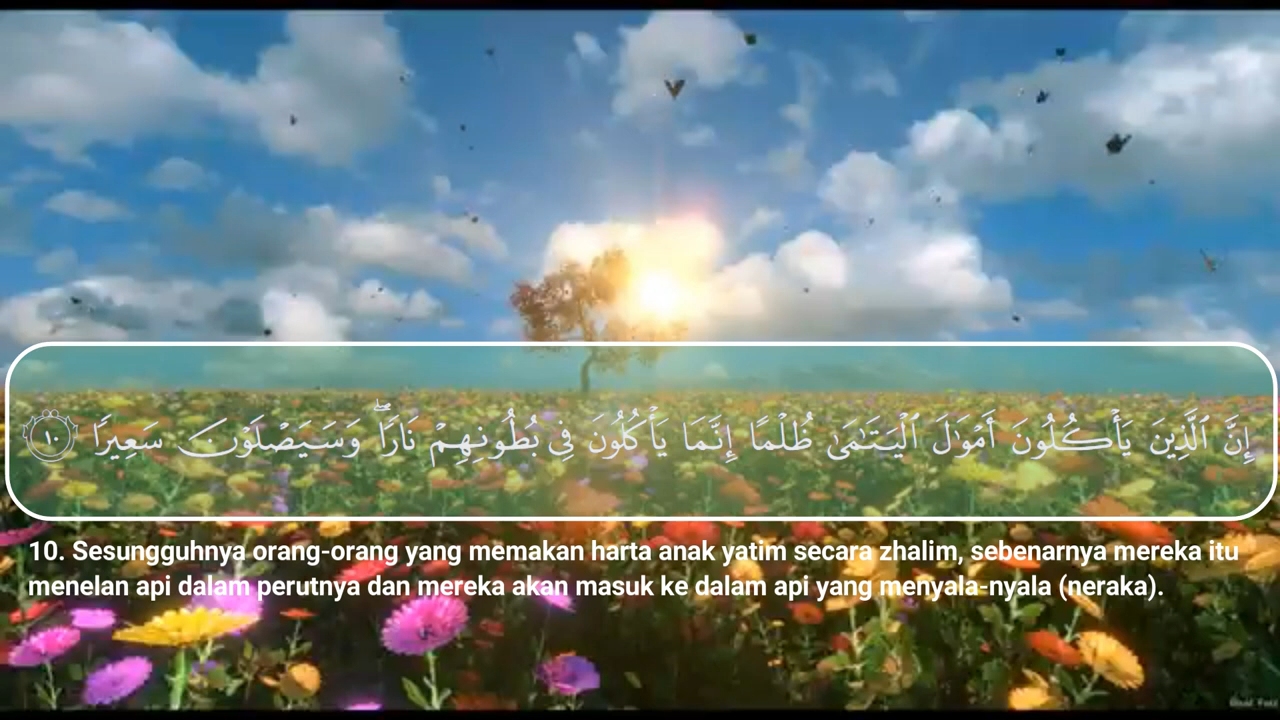 إِنَّ ٱلَّذِينَ يَأْكُلُونَ أَمْوَٰلَ ٱلْيَتَٰمَىٰ ظُلْمًا إِنَّمَا يَأْكُلُونَ فِى بُطُونِهِمْ نَارًا ۖ وَسَيَصْلَوْنَ سَعِيرًا ١٠
10. Sesungguhnya orang-orang yang memakan harta anak yatim secara zhalim, sebenarnya mereka itu
menelan api dalam perutnya dan mereka akan masuk ke dalam api yang menyala-nyala (neraka).